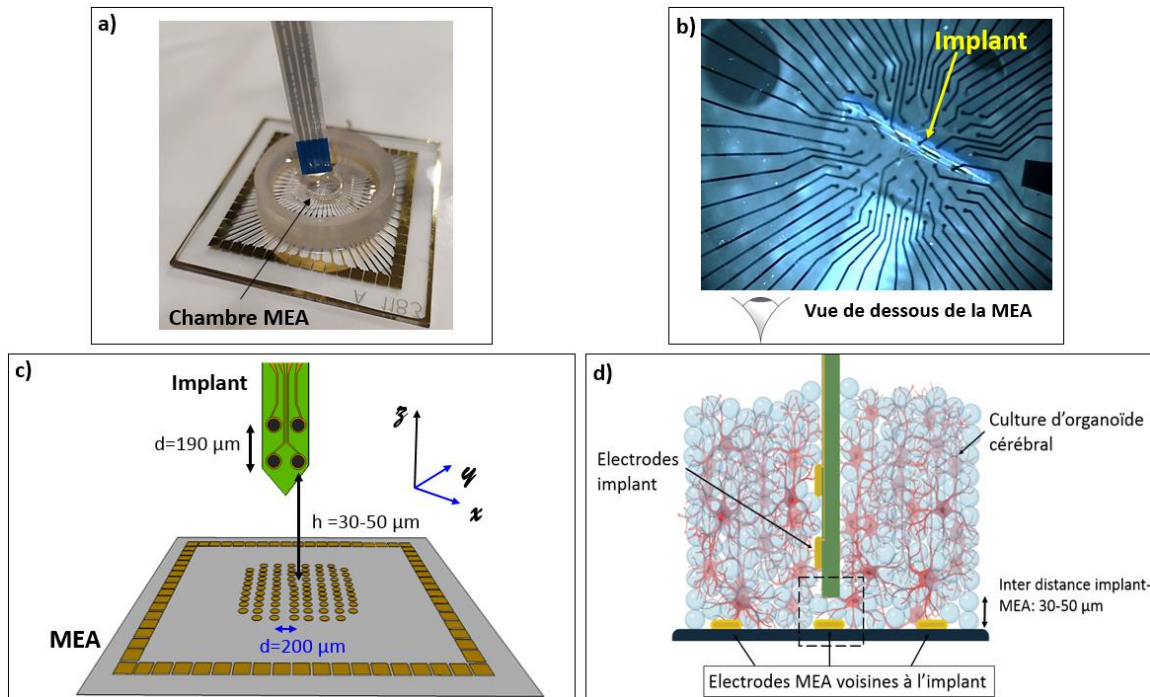 a)
Chambre MEA
A 1183
b)
Implant
Vue de dessous de la MEA
c)
Implant
d=190 µm
z
y
x
h =30-50 µm
MEA
d=200 µm
d)
Culture d'organoïde
cérébral
Electrodes
implant
Inter distance implant-
MEA: 30-50 µm
Electrodes MEA voisines à l'implant